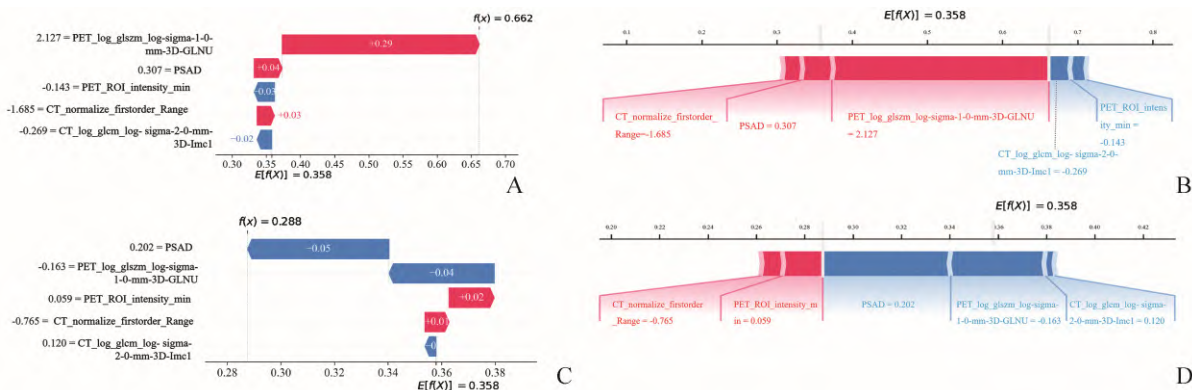 f(x) = 0.662
2.127 = PET_log_glszm_log-sigma-1-0-
mm-3D-GLNU
+0.29
0.307 = PSAD
+0.04
-0.143 = PET_ROI_intensity_min
−0.03
-1.685 = CT_normalize_firstorder_Range
+0.03
-0.269 = CT_log_glcm_log- sigma-2-0-mm-
3D-Imc1
−0.02
0.30 0.35 0.40 0.45 0.50 0.55 0.60 0.65 0.70
E[f(X)] = 0.358
A
E[f(X)] = 0.358
0.1 0.2 0.3 0.4 0.5 0.6 0.7 0.8
CT_normalize_firstorder_
Range=-1.685
PSAD = 0.307
PET_log_glszm_log-sigma-1-0-mm-3D-GLNU
= 2.127
CT_log_glcm_log- sigma-2-0-
mm-3D-Imc1 = -0.269
PET_ROI_intens
ity_min =
-0.143
B
f(x) = 0.288
0.202 = PSAD
−0.05
-0.163 = PET_log_glszm_log-sigma-
1-0-mm-3D-GLNU
−0.04
0.059 = PET_ROI_intensity_min
+0.02
-0.765 = CT_normalize_firstorder_Range
+0.01
0.120 = CT_log_glcm_log- sigma-
2-0-mm-3D-Imc1
−0
0.28 0.30 0.32 0.34 0.36 0.38
E[f(X)] = 0.358
C
E[f(X)] = 0.358
0.20 0.22 0.24 0.26 0.28 0.30 0.32 0.34 0.36 0.38 0.40 0.42
CT_normalize_firstorder
_Range = -0.765
PET_ROI_intensity_m
in = 0.059
PSAD = 0.202
PET_log_glszm_log-sigma-
1-0-mm-3D-GLNU = -0.163
CT_log_glcm_log- sigma-
2-0-mm-3D-Imc1 = 0.120
D